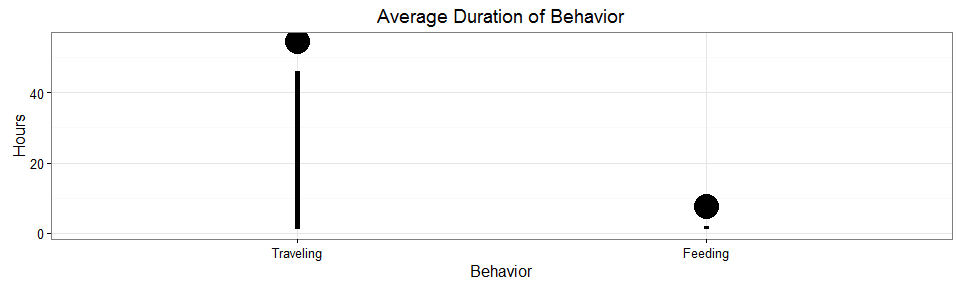 Average Duration of Behavior
Hours
40
20
0
Traveling
Feeding
Behavior